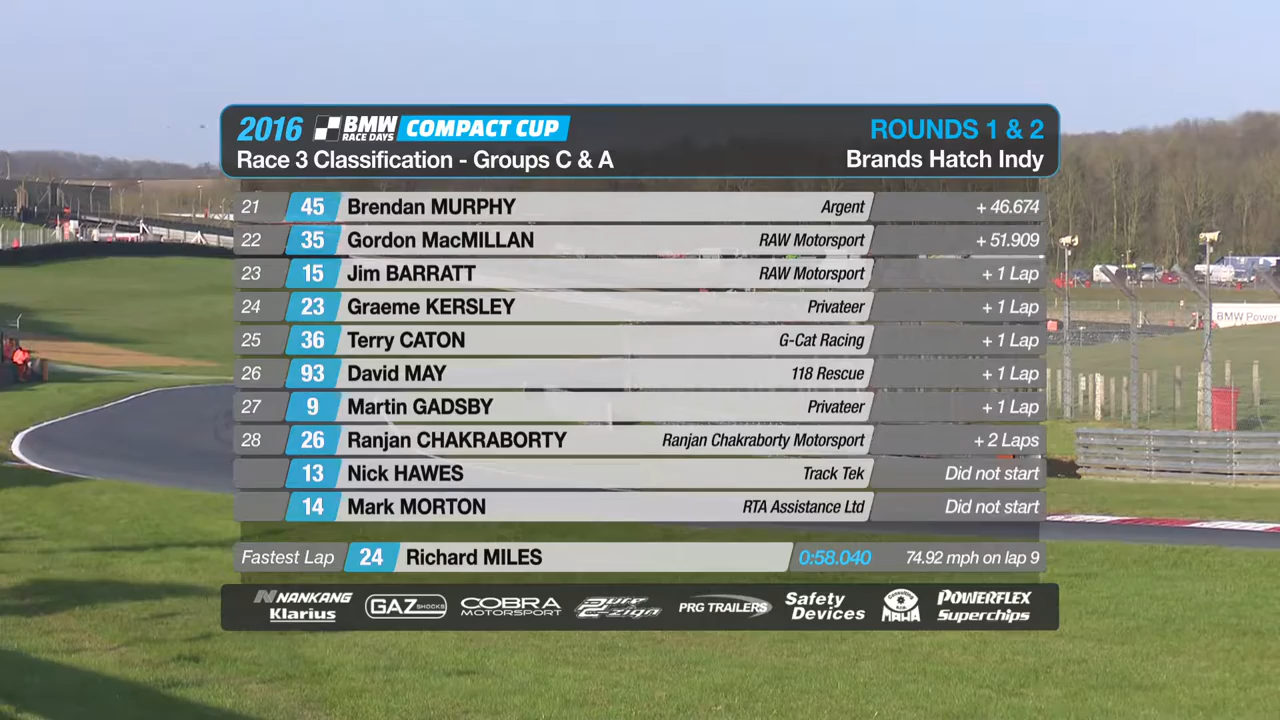 2016 BMW RACE DAYS COMPACT CUP ROUNDS 1 & 2
Race 3 Classification - Groups C & A Brands Hatch Indy
21 45 Brendan MURPHY Argent + 46.674
22 35 Gordon MacMILLAN RAW Motorsport + 51.909
23 15 Jim BARRATT RAW Motorsport + 1 Lap
24 23 Graeme KERSLEY Privateer + 1 Lap
25 36 Terry CATON G-Cat Racing + 1 Lap
26 93 David MAY 118 Rescue + 1 Lap
27 9 Martin GADSBY Privateer + 1 Lap
28 26 Ranjan CHAKRABORTY Ranjan Chakraborty Motorsport + 2 Laps
13 Nick HAWES Track Tek Did not start
14 Mark MORTON RTA Assistance Ltd Did not start
Fastest Lap 24 Richard MILES 0:58.040 74.92 mph on lap 9
NANKANG Klarius GAZ SHOCKS COBRA MOTORSPORT PRG TRAILERS Safety Devices MAHA POWERFLEX Superchips
BMW Power